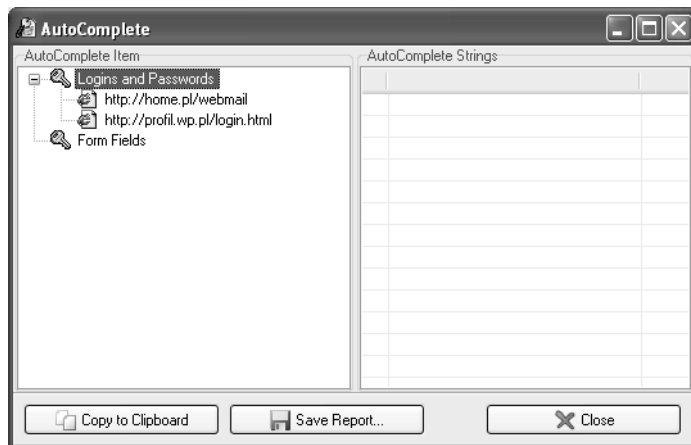 AutoComplete
AutoComplete Item
Logins and Passwords
http://home.pl/webmail
http://profil.wp.pl/login.html
Form Fields
AutoComplete Strings
Copy to Clipboard
Save Report...
Close